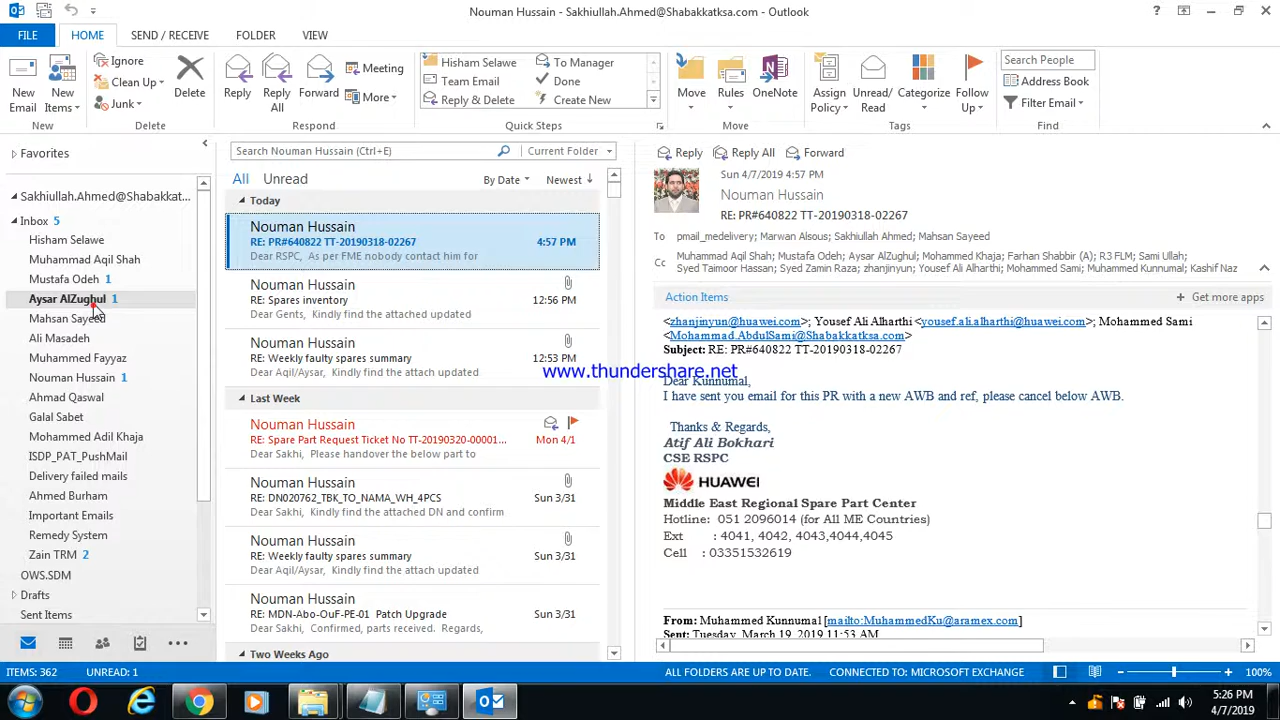 Nouman Hussain - Sakhiullah.Ahmed@Shabakkatksa.com - Outlook
FILE HOME SEND / RECEIVE FOLDER VIEW
New Email
New Items
Ignore
Clean Up
Junk
Delete
Reply
Reply All
Forward
Meeting
More
Hisham Selawe
Team Email
Reply & Delete
To Manager
Done
Create New
Move
Rules
OneNote
Assign Policy
Unread/ Read
Categorize
Follow Up
Search People
Address Book
Filter Email
New Delete Respond Quick Steps Move Tags Find
Favorites
Sakhiullah.Ahmed@Shabakkat...
Inbox 5
Hisham Selawe
Muhammad Aqil Shah
Mustafa Odeh 1
Aysar AlZughul 1
Mahsan Sayeed
Ali Masadeh
Muhammed Fayyaz
Nouman Hussain 1
Ahmad Qaswal
Galal Sabet
Mohammed Adil Khaja
ISDP_PAT_PushMail
Delivery failed mails
Ahmed Burham
Important Emails
Remedy System
Zain TRM 2
OWS.SDM
Drafts
Sent Items
Search Nouman Hussain (Ctrl+E) Current Folder
All Unread By Date Newest
Today
Nouman Hussain
RE: PR#640822 TT-20190318-02267 4:57 PM
Dear RSPC, As per FME nobody contact him for
Nouman Hussain
RE: Spares inventory 12:56 PM
Dear Gents, Kindly find the attached updated
Nouman Hussain
RE: Weekly faulty spares summary 12:53 PM
Dear Aqil/Aysar, Kindly find the attach updated
Last Week
Nouman Hussain
RE: Spare Part Request Ticket No TT-20190320-00001... Mon 4/1
Dear Sakhi, Please handover the below part to
Nouman Hussain
RE: DN020762_TBK_TO_NAMA_WH_4PCS Sun 3/31
Dear Sakhi, Kindly find the attached DN and confirm
Nouman Hussain
RE: Weekly faulty spares summary Sun 3/31
Dear Aqil/Aysar, Kindly find the attached updated
Nouman Hussain
RE: MDN-Abo-OuF-PE-01 Patch Upgrade Sun 3/31
Dear Sakhi, Confirmed, parts received. Regards,
Two Weeks Ago
Reply Reply All Forward
Sun 4/7/2019 4:57 PM
Nouman Hussain
RE: PR#640822 TT-20190318-02267
To pmail_medelivery; Marwan Alsous; Sakhiullah Ahmed; Mahsan Sayeed
Cc Muhammad Aqil Shah; Mustafa Odeh; Aysar AlZughul; Mohammed Khaja; Farhan Shabbir (A); R3 FLM; Sami Ullah;
Syed Taimoor Hassan; Syed Zamin Raza; zhanjinyun; Yousef Ali Alharthi; Mohammed Sami; Muhammed Kunnumal; Kashif Naz
Action Items + Get more apps
<zhanjinyun@huawei.com>; Yousef Ali Alharthi <yousef.ali.alharthi@huawei.com>; Mohammed Sami
<Mohammad.AbdulSami@Shabakkatksa.com>
Subject: RE: PR#640822 TT-20190318-02267
www.thundershare.net
Dear Kunnumal,
I have sent you email for this PR with a new AWB and ref, please cancel below AWB.
Thanks & Regards,
Atif Ali Bokhari
CSE RSPC
HUAWEI
Middle East Regional Spare Part Center
Hotline: 051 2096014 (for All ME Countries)
Ext : 4041, 4042, 4043,4044,4045
Cell : 03351532619
From: Muhammed Kunnumal [mailto:MuhammedKu@aramex.com]
Sent: Tuesday, March 19, 2019 11:53 AM
ITEMS: 362 UNREAD: 1 ALL FOLDERS ARE UP TO DATE. CONNECTED TO: MICROSOFT EXCHANGE 100%
5:26 PM
4/7/2019